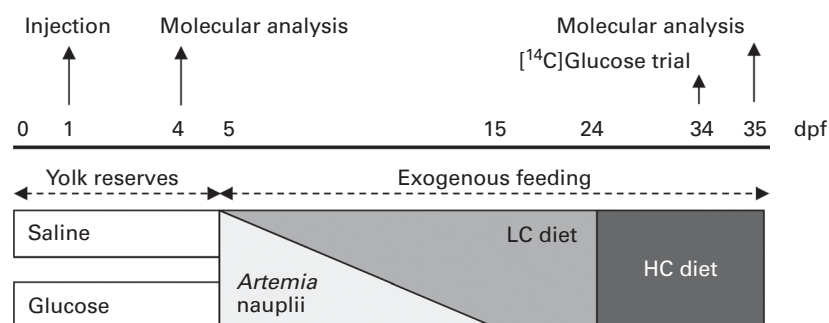 Injection Molecular analysis Molecular analysis
[¹⁴C]Glucose trial
0 1 4 5 15 24 34 35 dpf
Yolk reserves Exogenous feeding
Saline LC diet
HC diet
Artemia
nauplii
Glucose